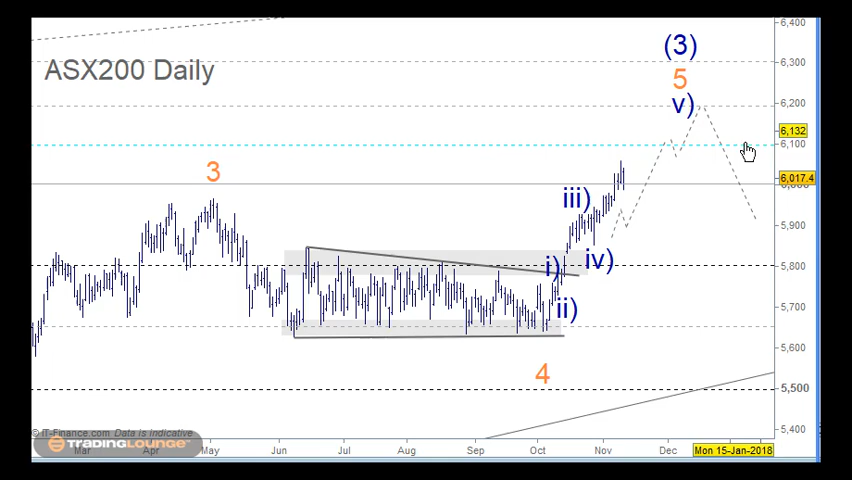 6,400
(3)
ASX200 Daily
5
6,300
v)
6,200
6,132
6,100
3
6,017.4
iii)
5,900
i)
iv)
5,800
ii)
5,700
5,600
4
5,500
5,400
© IT-Finance.com Data is indicative
TRADINGLOUNGE
Mar
Apr
May
Jun
Jul
Aug
Sep
Oct
Nov
Dec
Mon 15-Jan-2018